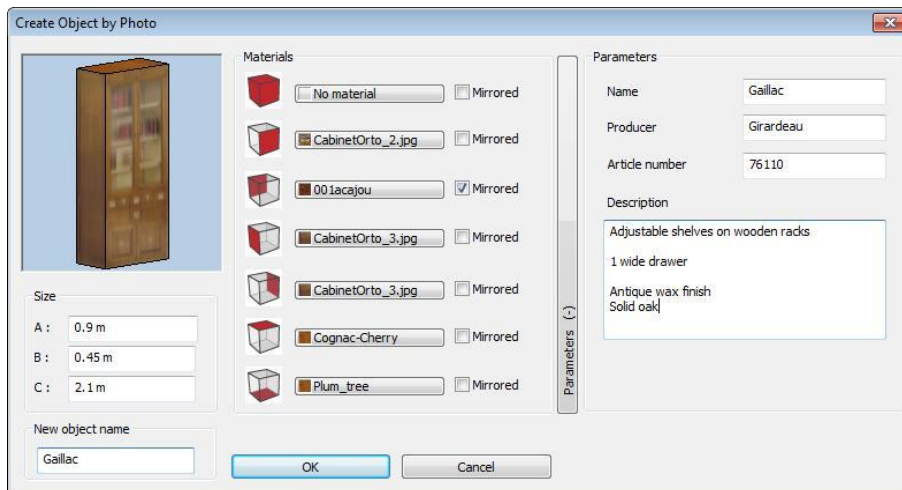 Create Object by Photo
Materials
No material
Mirrored
CabinetOrto_2.jpg
Mirrored
001acajou
Mirrored
CabinetOrto_3.jpg
Mirrored
CabinetOrto_3.jpg
Mirrored
Cognac-Cherry
Mirrored
Plum_tree
Mirrored
Size
A : 0.9 m
B : 0.45 m
C : 2.1 m
New object name
Gaillac
OK
Cancel
Parameters (-)
Parameters
Name Gaillac
Producer Girardeau
Article number 76110
Description
Adjustable shelves on wooden racks
1 wide drawer
Antique wax finish
Solid oak